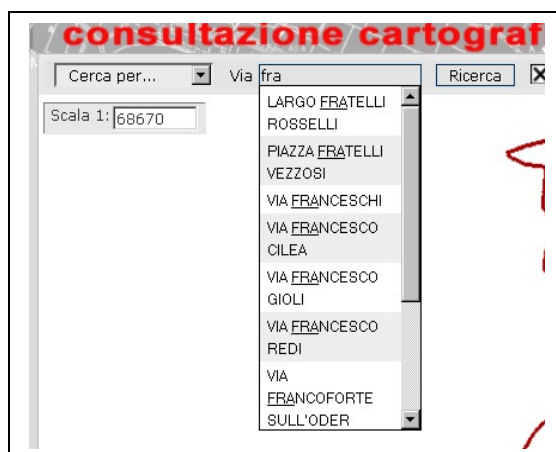 consultazione cartograf
Cerca per... Via fra Ricerca
Scala 1: 68670
LARGO FRATELLI
ROSSELLI
PIAZZA FRATELLI
VEZZOSI
VIA FRANCESCHI
VIA FRANCESCO
CILEA
VIA FRANCESCO
GIOLI
VIA FRANCESCO
REDI
VIA
FRANCOFORTE
SULL'ODER